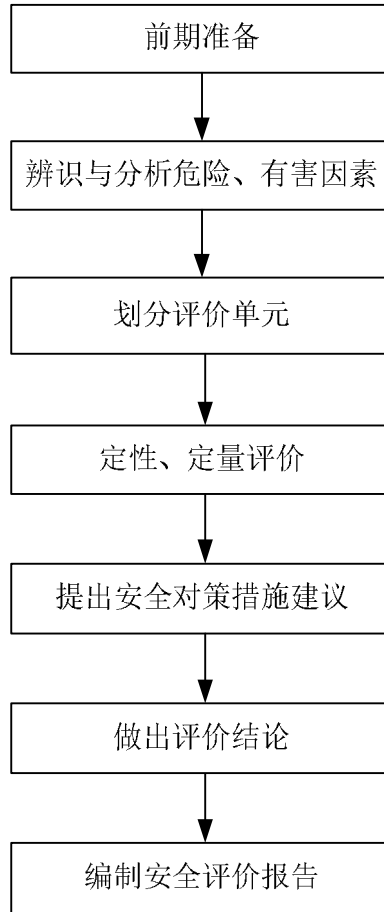 前期准备
辨识与分析危险、有害因素
划分评价单元
定性、定量评价
提出安全对策措施建议
做出评价结论
编制安全评价报告